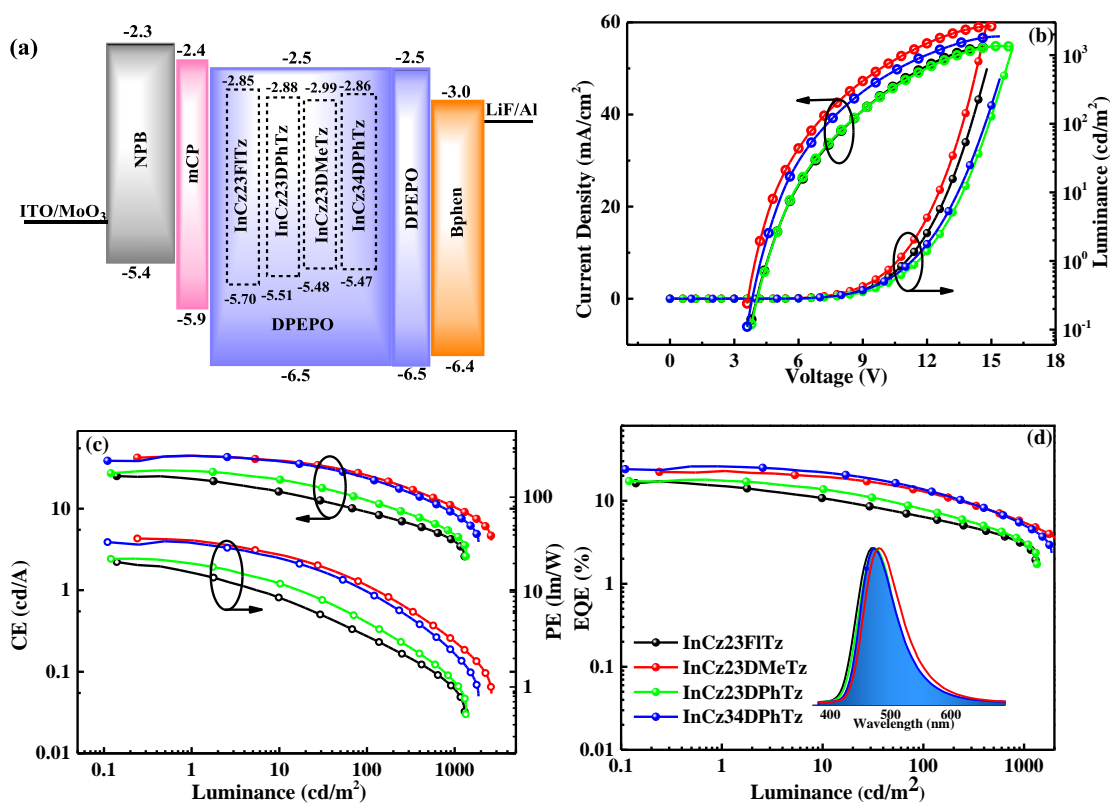 (a)
-2.3
-2.4
-2.5
-2.5
-2.85
-2.88
-2.99
-2.86
-3.0
LiF/Al
NPB
mCP
InCz23FlTz
InCz23DPhTz
InCz23DMeTz
InCz34DPhTz
DPEPO
Bphen
ITO/MoO3
-5.4
-5.70
-5.51
-5.48
-5.47
-5.9
DPEPO
-6.5
-6.5
-6.4
(b)
60
40
20
0
Current Density (mA/cm²)
10³
10²
10¹
10⁰
10⁻¹
Luminance (cd/m²)
0 3 6 9 12 15 18
Voltage (V)
(c)
10
1
0.1
0.01
CE (cd/A)
100
10
1
PE (lm/W)
0.1 1 10 100 1000
Luminance (cd/m²)
(d)
100
10
1
0.1
0.01
EQE (%)
InCz23FlTz
InCz23DMeTz
InCz23DPhTz
InCz34DPhTz
400 500 600
Wavelength (nm)
0.1 1 10 100 1000
Luminance (cd/m²)